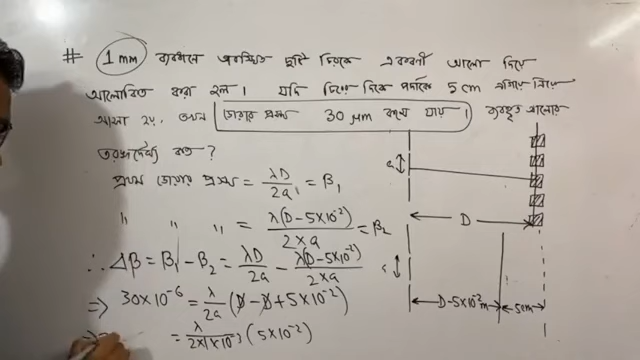 # 1 mm ব্যবধানে অবস্থিত দুটি চিরকে একবর্ণী আলো দিয়ে
আলোকিত করা হল। যদি চিরের দিকে পর্দাকে 5 cm এগিয়ে নিয়ে
আসা হয়, তখন ডোরার প্রস্থ 30 μm কমে যায়। ব্যবহৃত আলোর
তরঙ্গদৈর্ঘ্য কত?
প্রথম ডোরার প্রস্থ = λD/2a = β₁
" " " = λ(D - 5×10⁻²)/2×a = β₂
∴ Δβ = β₁ - β₂ = λD/2a - λ(D - 5×10⁻²)/2×a
⇒ 30×10⁻⁶ = λ/2a (D - D + 5×10⁻²)
= λ/2×1×10⁻³ (5×10⁻²)
D
D-5×10⁻²m 5cm